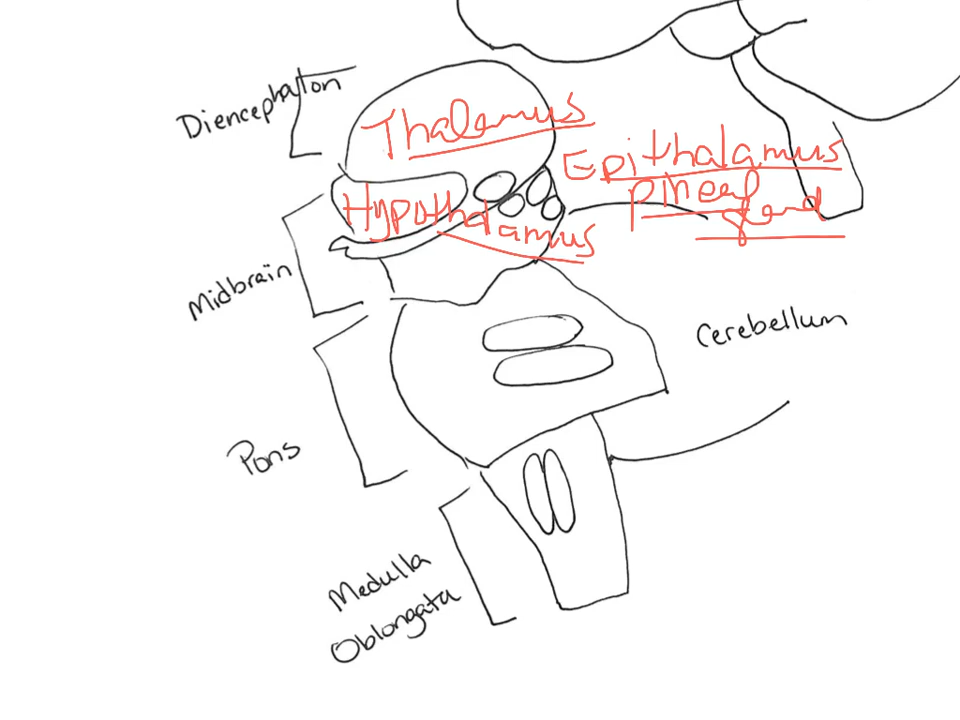 Diencephalon
Thalamus
Epithalamus
pineal
gland
Hypothalamus
Midbrain
Cerebellum
Pons
Medulla
Oblongata